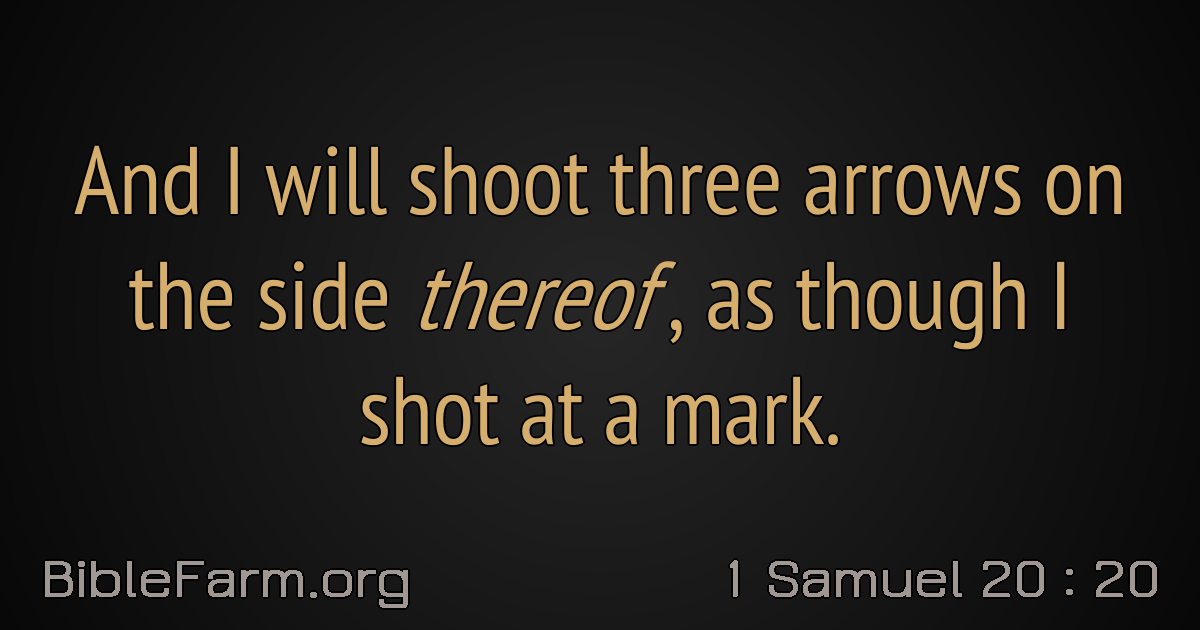 And I will shoot three arrows on
the side thereof, as though I
shot at a mark.
BibleFarm.org
1 Samuel 20 : 20